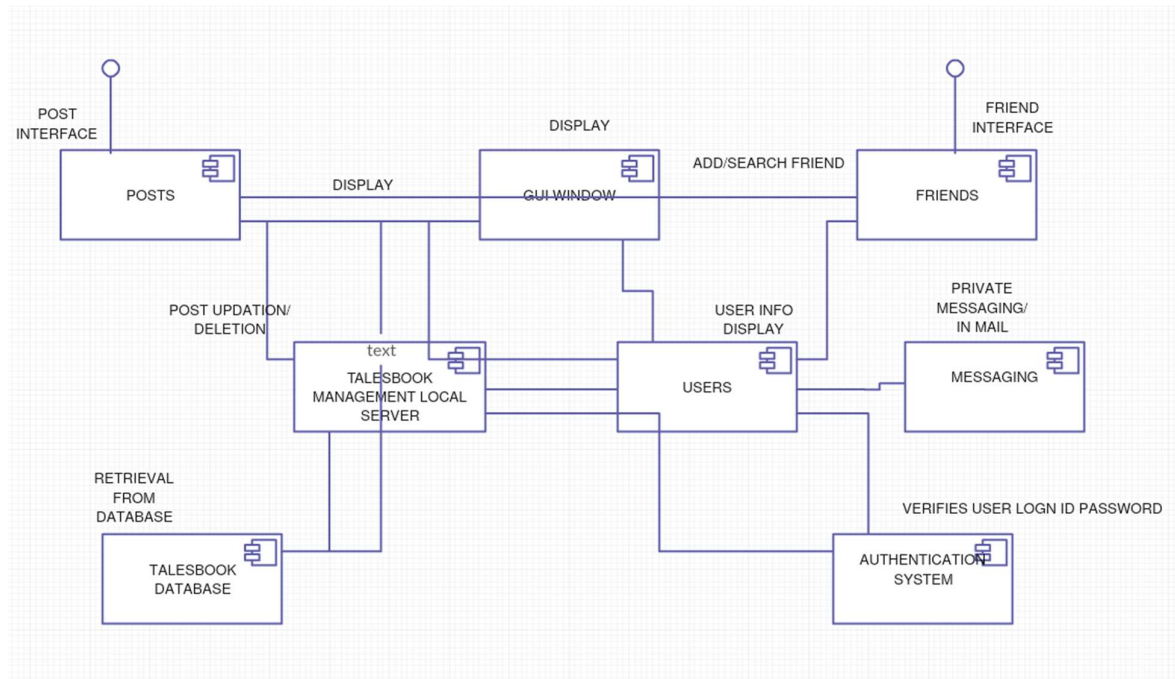 POST
INTERFACE
DISPLAY
FRIEND
INTERFACE
POSTS
DISPLAY
GUI WINDOW
ADD/SEARCH FRIEND
FRIENDS
POST UPDATION/
DELETION
USER INFO
DISPLAY
PRIVATE
MESSAGING/
IN MAIL
text
TALESBOOK
MANAGEMENT LOCAL
SERVER
USERS
MESSAGING
RETRIEVAL
FROM
DATABASE
VERIFIES USER LOGN ID PASSWORD
TALESBOOK
DATABASE
AUTHENTICATION
SYSTEM